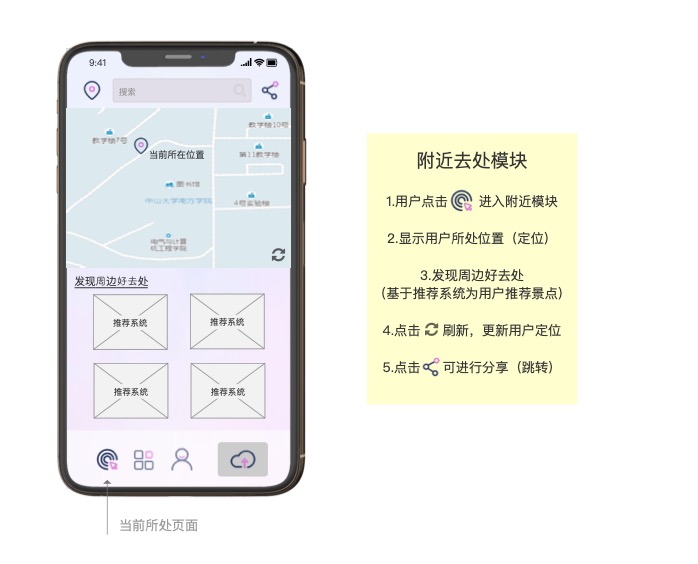 9:41
搜索
教学楼7号
教学楼10号
当前所在位置
第11教学楼
图书馆
中山大学南方学院
4号实验楼
电气与计算
机工程学院
发现周边好去处
推荐系统
推荐系统
推荐系统
推荐系统
当前所处页面
附近去处模块
1.用户点击 进入附近模块
2.显示用户所处位置（定位）
3.发现周边好去处
(基于推荐系统为用户推荐景点)
4.点击 刷新，更新用户定位
5.点击 可进行分享（跳转）